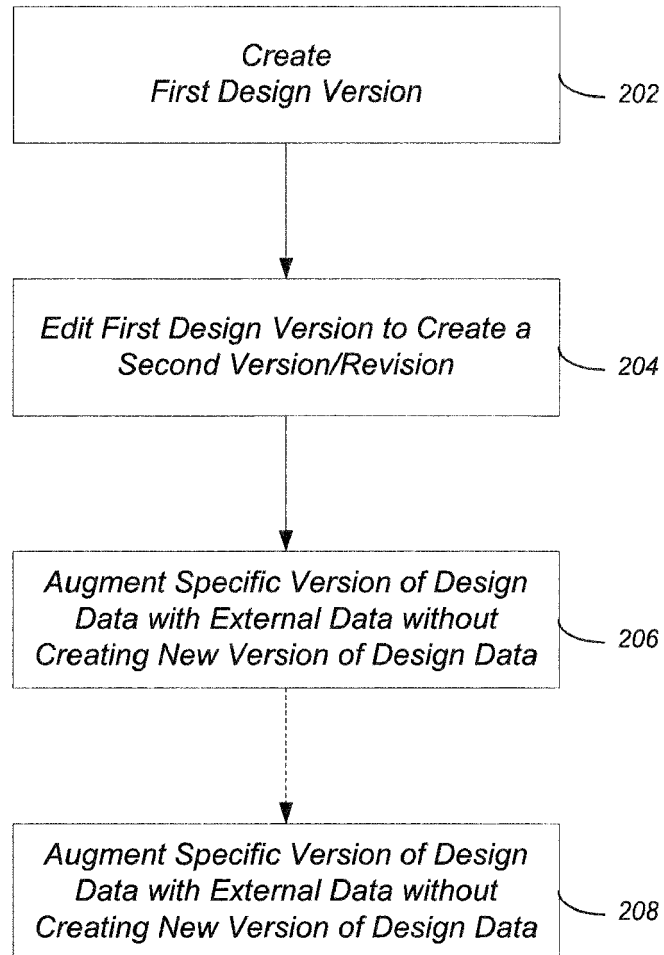 Create
First Design Version
202
Edit First Design Version to Create a
Second Version/Revision
204
Augment Specific Version of Design
Data with External Data without
Creating New Version of Design Data
206
Augment Specific Version of Design
Data with External Data without
Creating New Version of Design Data
208